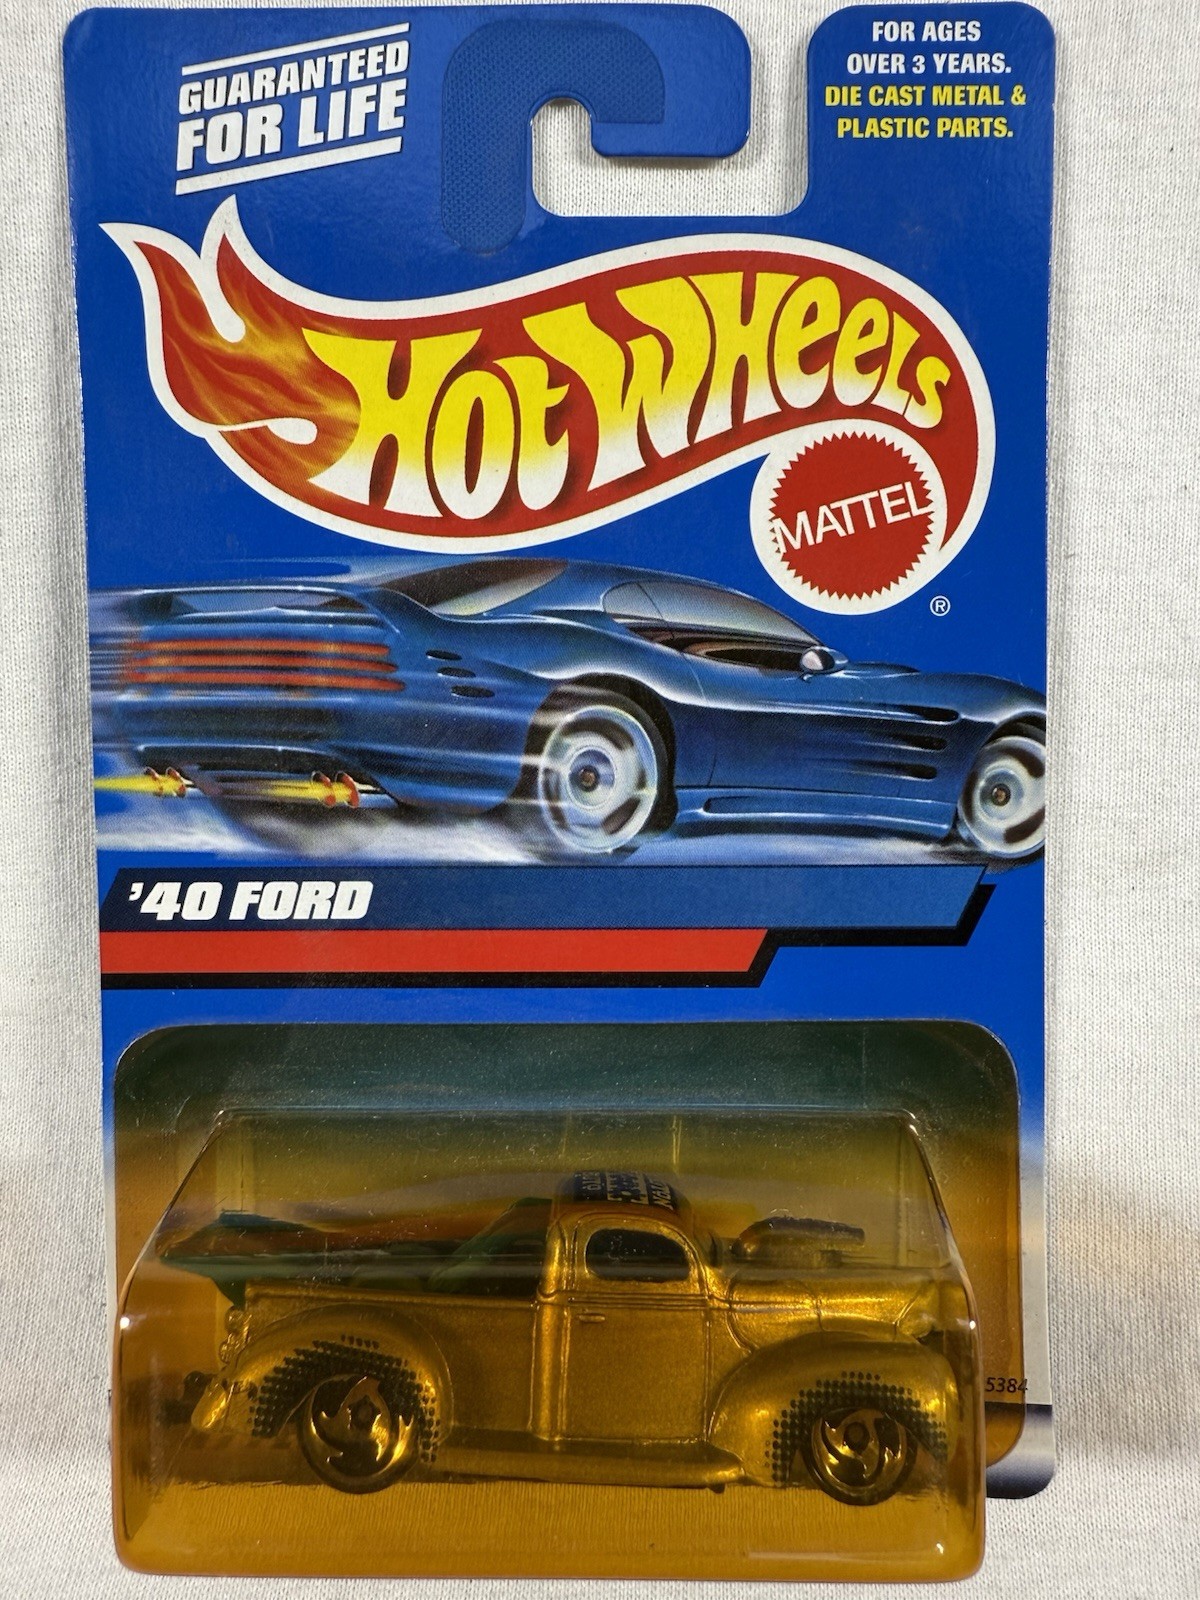 GUARANTEED
FOR LIFE
FOR AGES
OVER 3 YEARS.
DIE CAST METAL &
PLASTIC PARTS.
HOT WHEELS
MATTEL
®
'40 FORD
5384